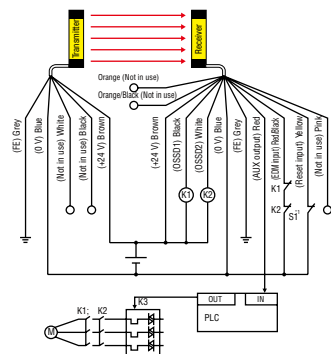 Transmitter
Receiver
Orange (Not in use)
Orange/Black (Not in use)
(FE) Grey
(0 V) Blue
(Not in use) White
(Not in use) Black
(+24 V) Brown
(+24 V) Brown
(OSSD1) Black
(OSSD2) White
(0 V) Blue
(FE) Grey
(AUX output) Red
(EDM input) Red/Black
(Reset input) Yellow
(Not in use) Pink
K1
K2
K1
K2
S1*1
OUT
IN
PLC
K1;
K2
K3
M